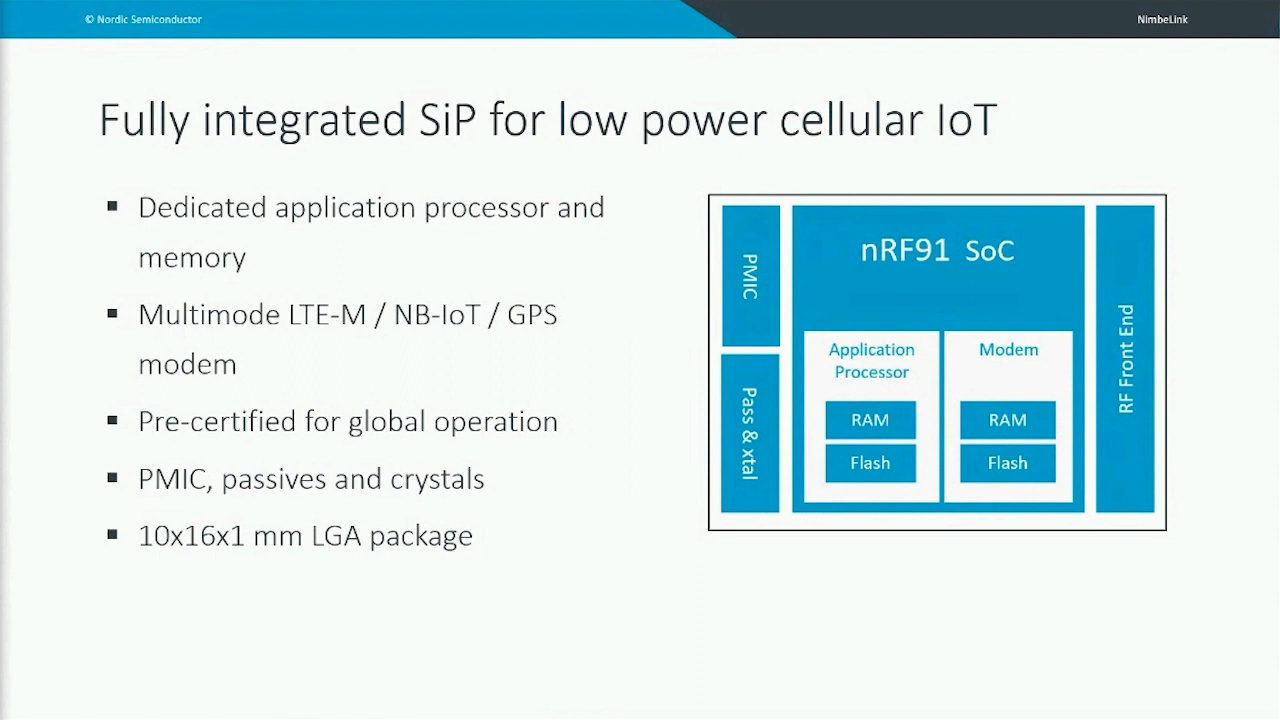 © Nordic Semiconductor
NimbeLink
Fully integrated SiP for low power cellular IoT
▪ Dedicated application processor and
memory
▪ Multimode LTE-M / NB-IoT / GPS
modem
▪ Pre-certified for global operation
▪ PMIC, passives and crystals
▪ 10x16x1 mm LGA package
PMIC
Pass & xtal
nRF91 SoC
Application
Processor
RAM
Flash
Modem
RAM
Flash
RF Front End